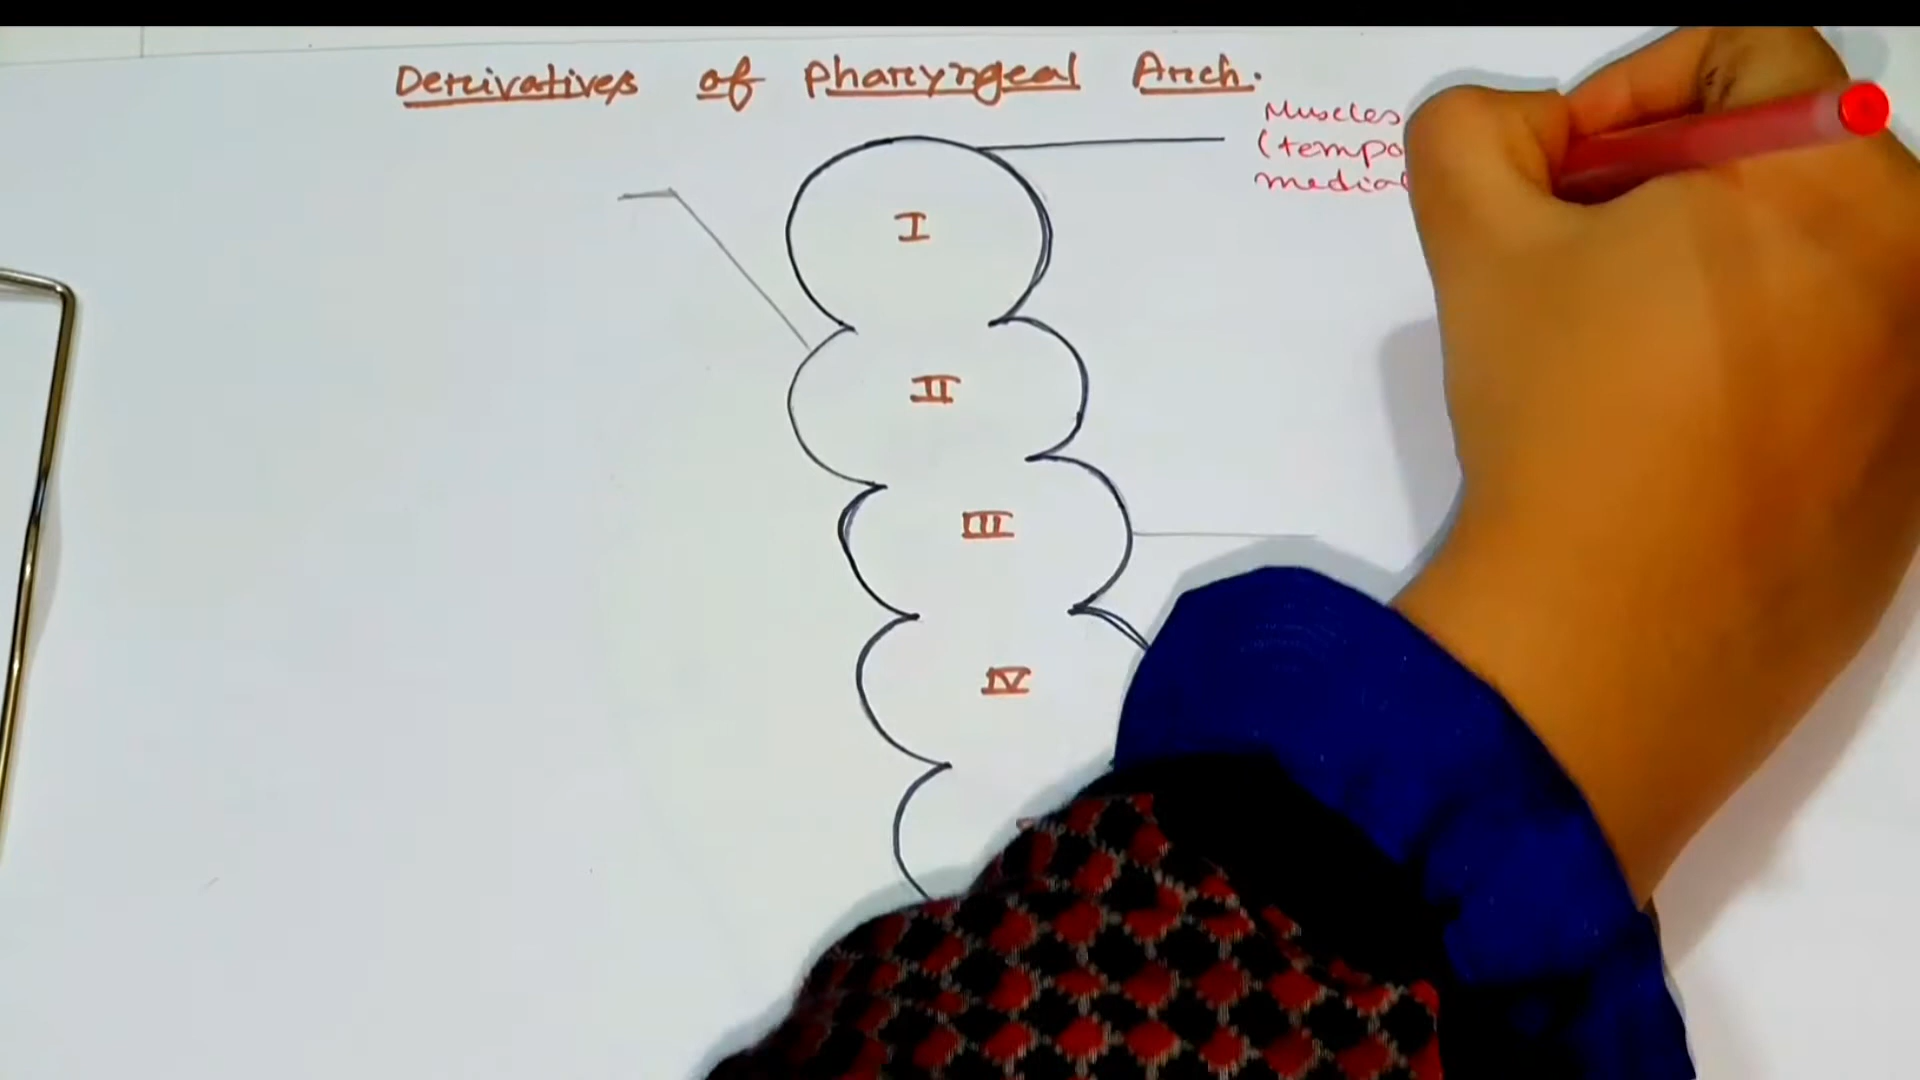 Derivatives of Pharyngeal Arch.
Muscles
(tempo
medial
I
II
III
IV